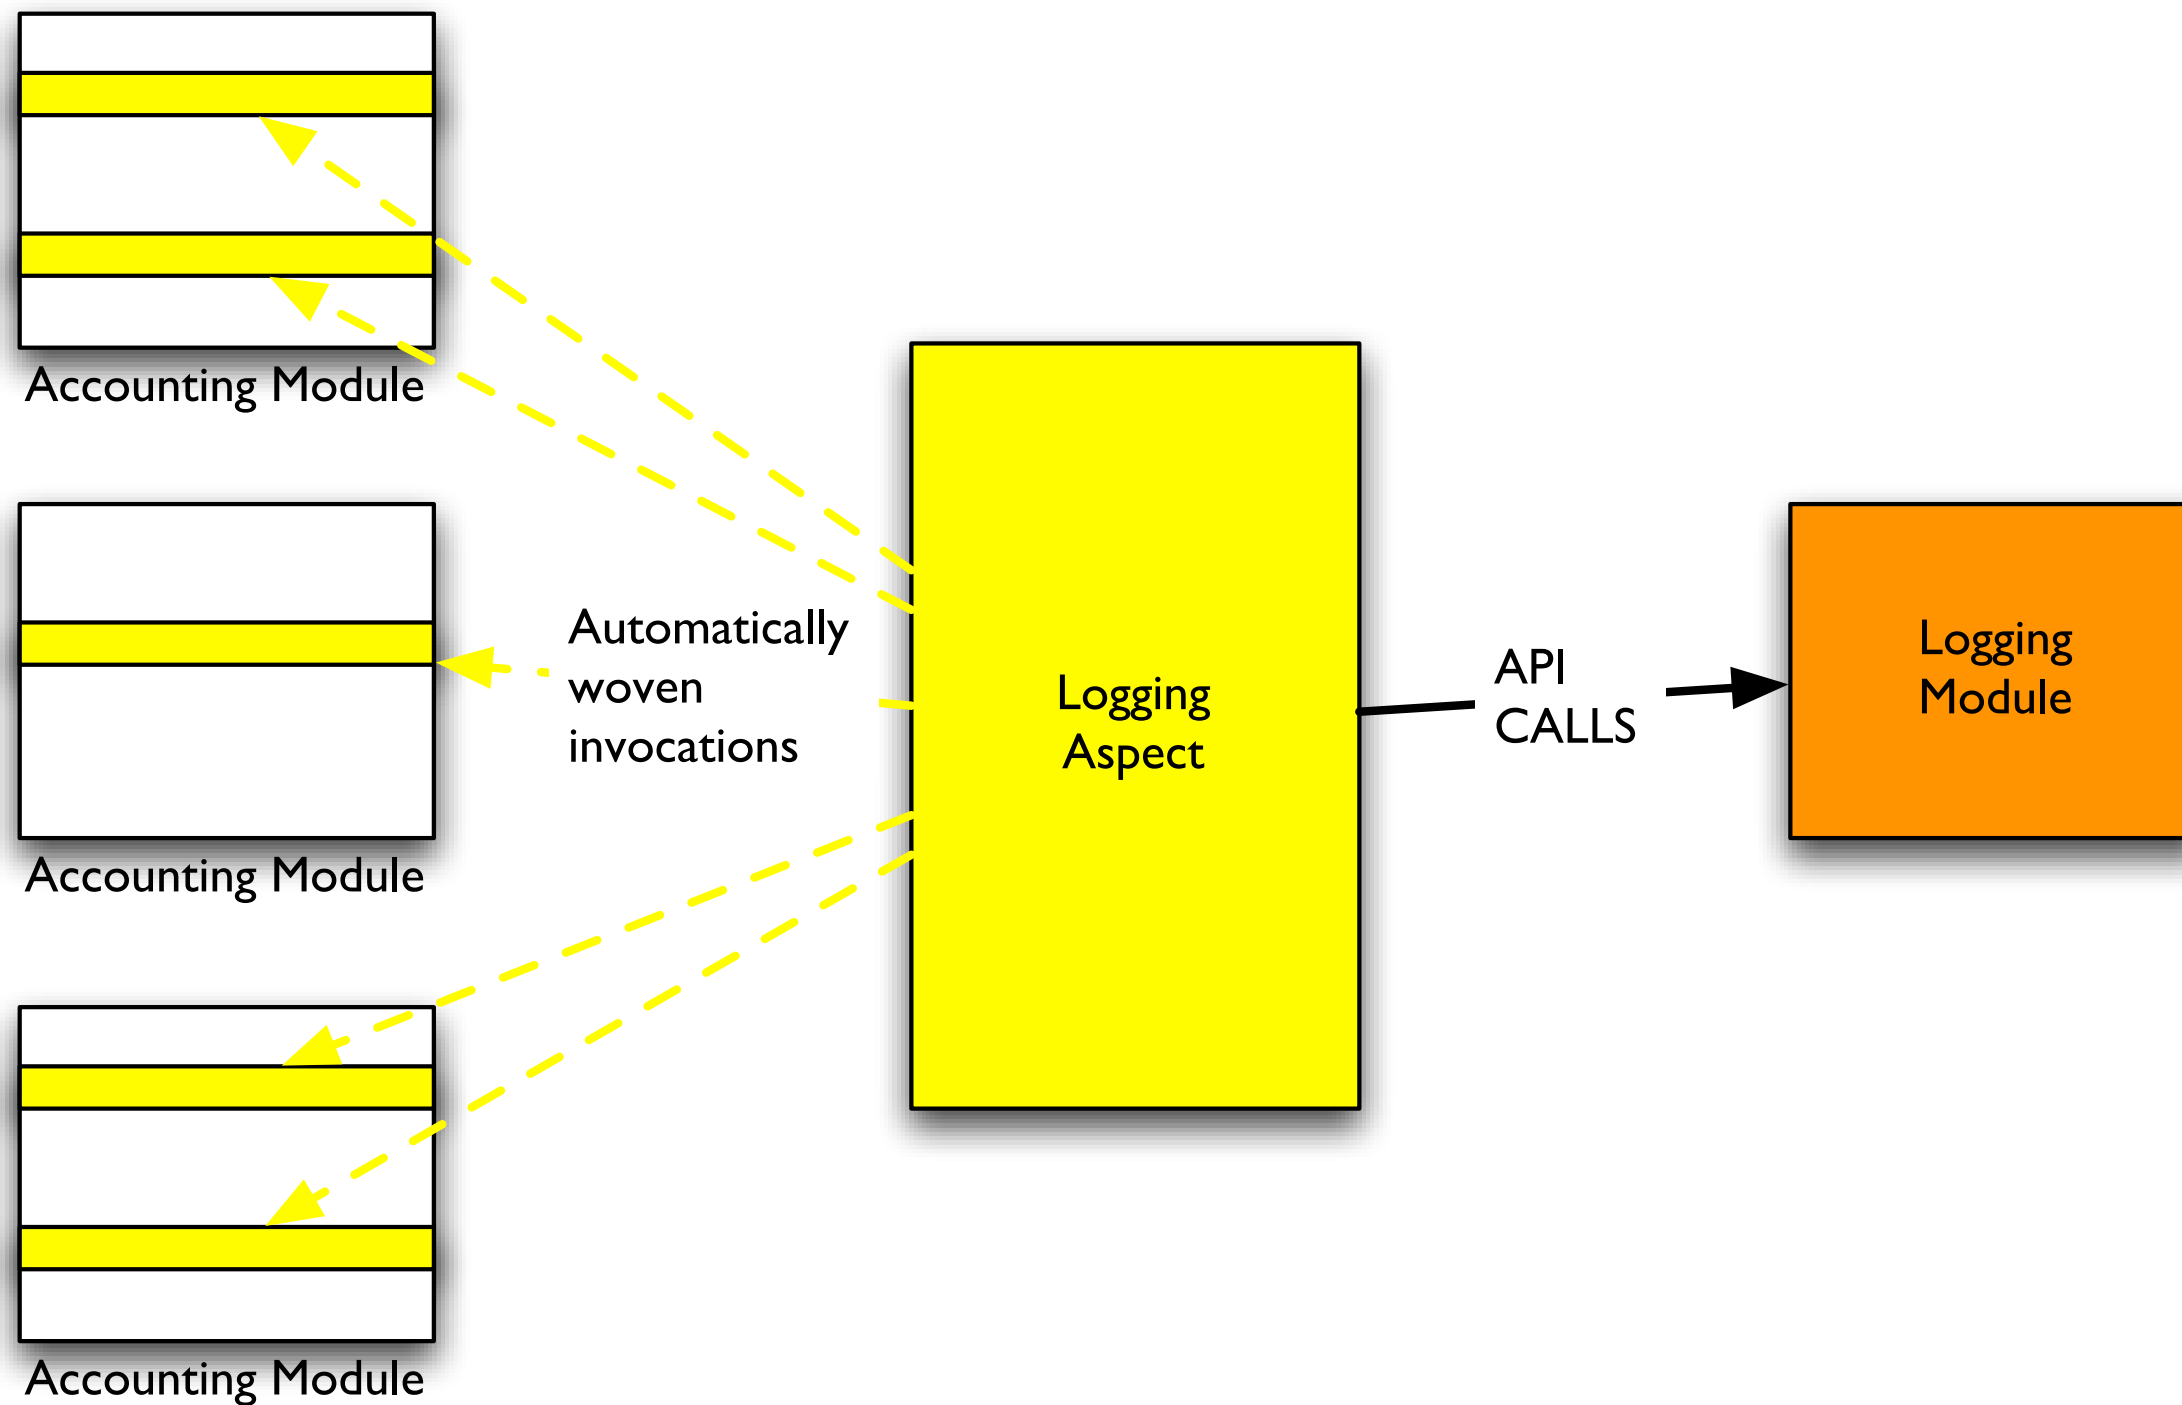 Accounting Module
Accounting Module
Accounting Module
Automatically
woven
invocations
Logging
Aspect
API
CALLS
Logging
Module